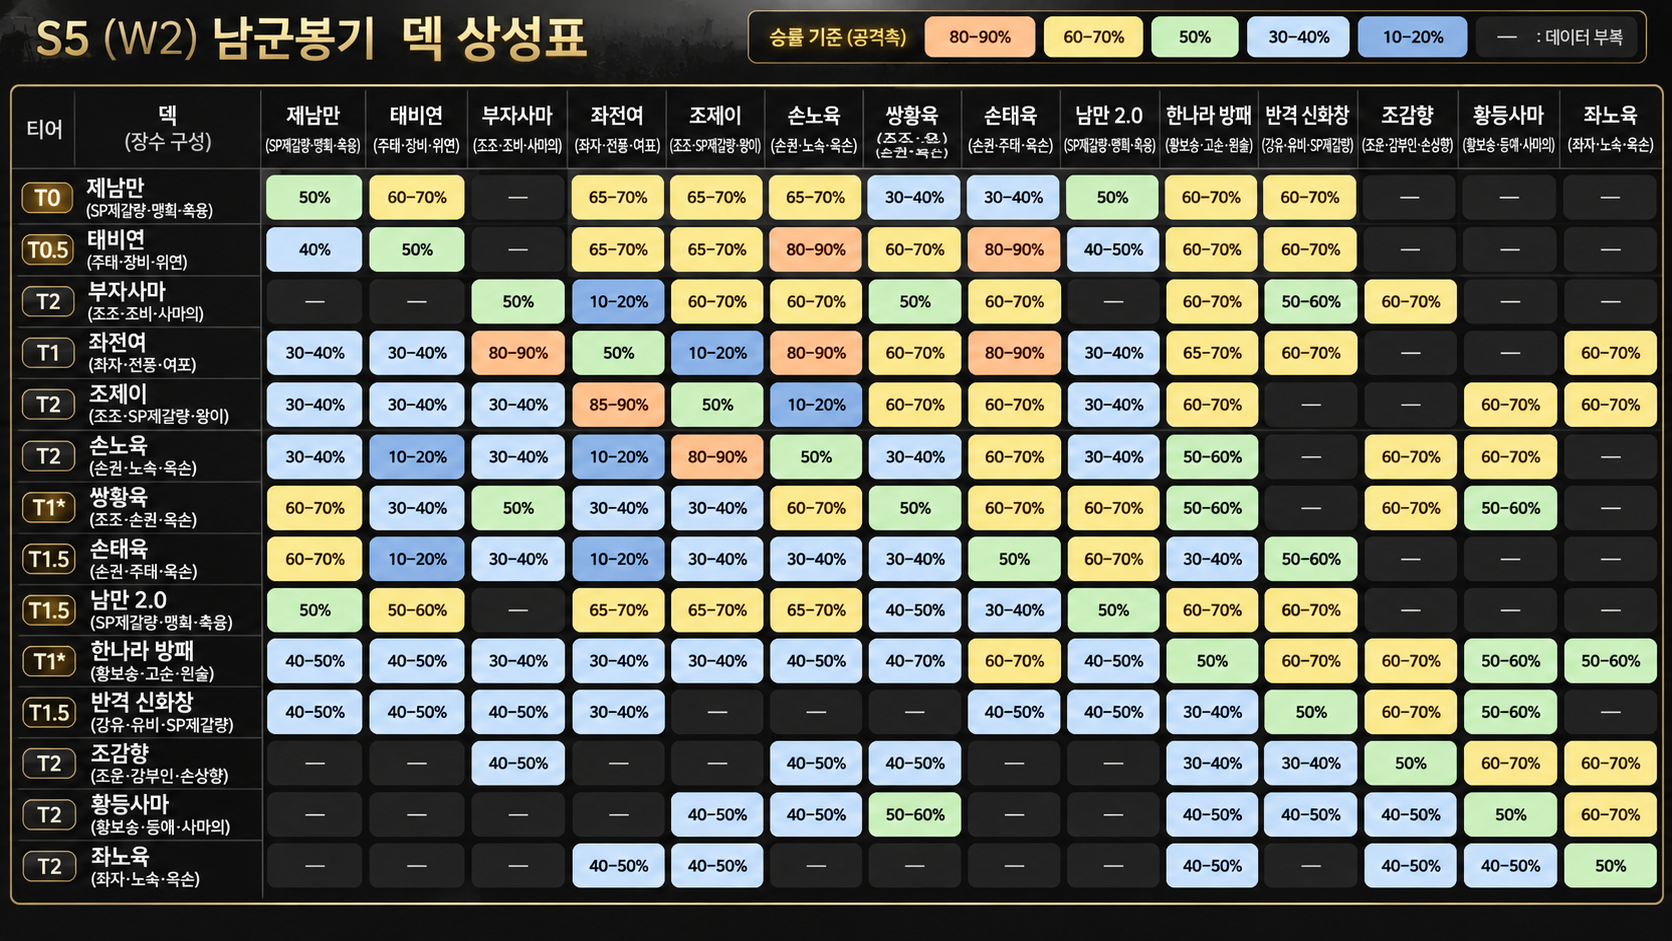 S5 (W2) 남군봉기 덱 상성표
승률 기준 (공격측) 80-90% 60-70% 50% 30-40% 10-20% — : 데이터 부복
티어 덱 (장수 구성) 제남만 태비연 부자사마 좌전여 조제이 손노육 쌍황육 손태육 남만 2.0 한나라 방패 반격 신화창 조감향 황등사마 좌노육
(SP제갈량·맹획·축융) (주태·장비·위연) (조조·조비·사마의) (좌자·전풍·여포) (조조·SP제갈량·왕이) (손권·노숙·육손) (손권·주태·육손) (SP제갈량·맹획·축융) (황보숭·고순·원술) (강유·유비·SP제갈량) (조운·감부인·손상향) (황보숭·등애·사마의) (좌자·노숙·육손)
T0 제남만 50% 60-70% — 65-70% 65-70% 65-70% 30-40% 30-40% 50% 60-70% 60-70% — — —
(SP제갈량·맹획·축융)
T0.5 태비연 40% 50% — 65-70% 65-70% 80-90% 60-70% 80-90% 40-50% 60-70% 60-70% — — —
(주태·장비·위연)
T2 부자사마 — — 50% 10-20% 60-70% 60-70% 50% 60-70% — 60-70% 50-60% 60-70% — —
(조조·조비·사마의)
T1 좌전여 30-40% 30-40% 80-90% 50% 10-20% 80-90% 60-70% 80-90% 30-40% 65-70% 60-70% — — 60-70%
(좌자·전풍·여포)
T2 조제이 30-40% 30-40% 30-40% 85-90% 50% 10-20% 60-70% 60-70% 30-40% 60-70% — — 60-70% 60-70%
(조조·SP제갈량·왕이)
T2 손노육 30-40% 10-20% 30-40% 10-20% 80-90% 50% 30-40% 60-70% 30-40% 50-60% — 60-70% 60-70% —
(손권·노속·옥손)
T1* 쌍황육 60-70% 30-40% 50% 30-40% 30-40% 60-70% 50% 60-70% 60-70% 50-60% — 60-70% 50-60% —
(조조·손권·옥손)
T1.5 손태육 60-70% 10-20% 30-40% 10-20% 30-40% 30-40% 30-40% 50% 60-70% 30-40% 50-60% — — —
(손권·주태·옥손)
T1.5 남만 2.0 50% 50-60% — 65-70% 65-70% 65-70% 40-50% 30-40% 50% 60-70% 60-70% — — —
(SP제갈량·맹획·축융)
T1* 한나라 방패 40-50% 40-50% 30-40% 30-40% 30-40% 40-50% 40-70% 60-70% 40-50% 50% 60-70% 60-70% 50-60% 50-60%
(황보송·고순·원술)
T1.5 반격 신화창 40-50% 40-50% 40-50% 30-40% — — — 40-50% 40-50% 30-40% 50% 60-70% 50-60% —
(강유·유비·SP제갈량)
T2 조감향 — — 40-50% — — 40-50% 40-50% — — 30-40% 30-40% 50% 60-70% 60-70%
(조운·감부인·손상향)
T2 황등사마 — — — — 40-50% 40-50% 50-60% — — 40-50% 40-50% 40-50% 50% 60-70%
(황보송·등애·사마의)
T2 좌노육 — — — 40-50% 40-50% — — — — 40-50% — 40-50% 40-50% 50%
(좌자·노속·옥손)